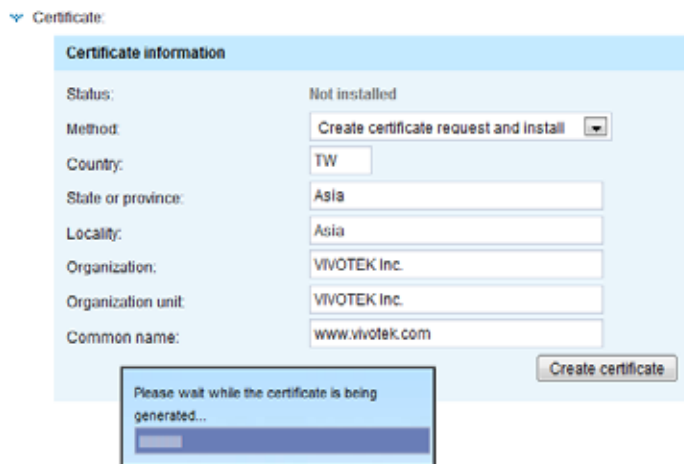 Certificate:
Certificate information
Status: Not installed
Method: Create certificate request and install
Country: TW
State or province: Asia
Locality: Asia
Organization: VIVOTEK Inc.
Organization unit: VIVOTEK Inc.
Common name: www.vivotek.com
Create certificate
Please wait while the certificate is being
generated...